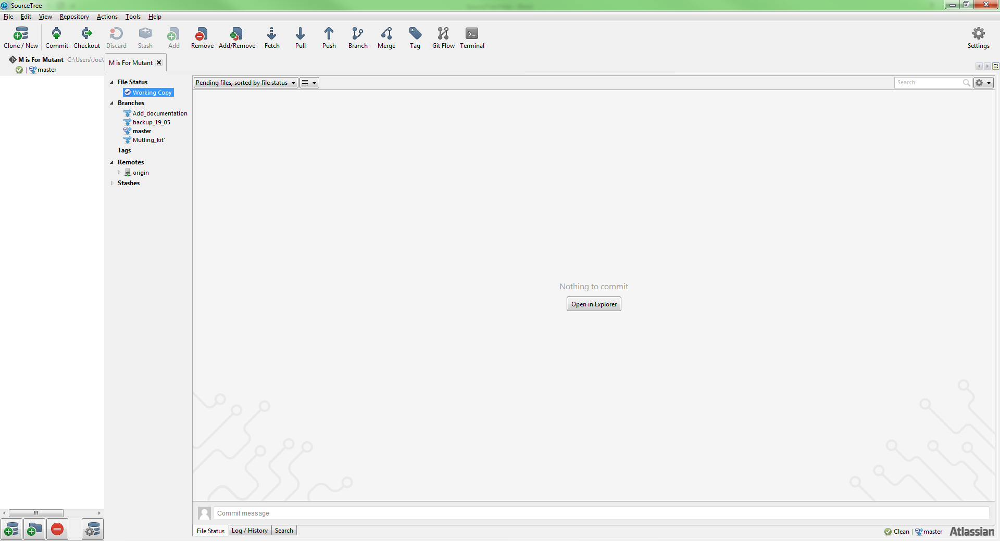 SourceTree
File Edit View Repository Actions Tools Help
Clone / New Commit Checkout Discard Stash Add Remove Add/Remove Fetch Pull Push Branch Merge Tag Git Flow Terminal Settings
M is For Mutant C:\Users\Joe\
master
M is For Mutant
File Status
Working Copy
Branches
Add_documentation
backup_19_05
master
Mutling_kit'
Tags
Remotes
origin
Stashes
Pending files, sorted by file status
Search
Nothing to commit
Open in Explorer
Commit message
File Status Log / History Search
Clean master Atlassian